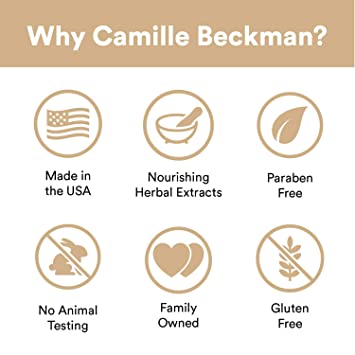 Why Camille Beckman?
Made in
the USA
Nourishing
Herbal Extracts
Paraben
Free
No Animal
Testing
Family
Owned
Gluten
Free